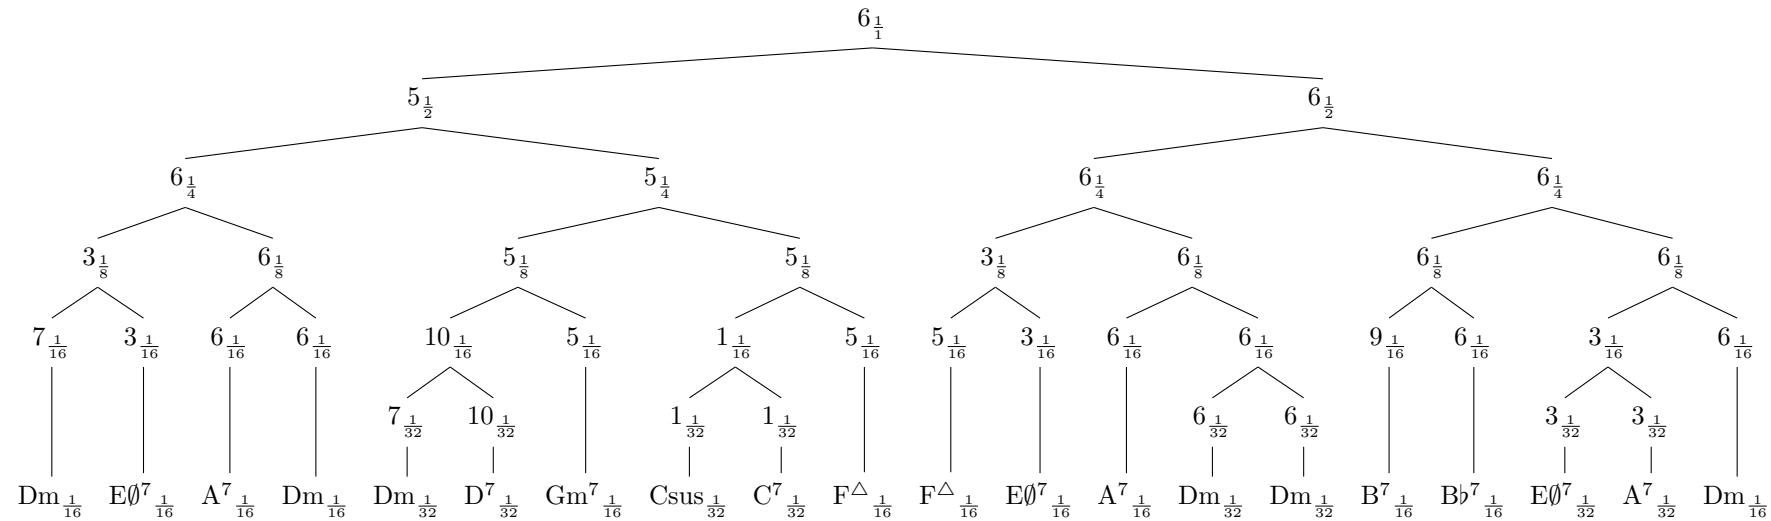 6 1/1
5 1/2 6 1/2
6 1/4 5 1/4 6 1/4 6 1/4
3 1/8 6 1/8 5 1/8 5 1/8 3 1/8 6 1/8 6 1/8 6 1/8
7 1/16 3 1/16 6 1/16 6 1/16 10 1/16 5 1/16 1 1/16 5 1/16 5 1/16 3 1/16 6 1/16 6 1/16 9 1/16 6 1/16 3 1/16 6 1/16
7 1/32 10 1/32 1 1/32 1 1/32 6 1/32 6 1/32 3 1/32 3 1/32
Dm 1/16 E∅⁷ 1/16 A⁷ 1/16 Dm 1/16 Dm 1/32 D⁷ 1/32 Gm⁷ 1/16 Csus 1/32 C⁷ 1/32 F△ 1/16 F△ 1/16 E∅⁷ 1/16 A⁷ 1/16 Dm 1/32 Dm 1/32 B⁷ 1/16 B♭⁷ 1/16 E∅⁷ 1/32 A⁷ 1/32 Dm 1/16